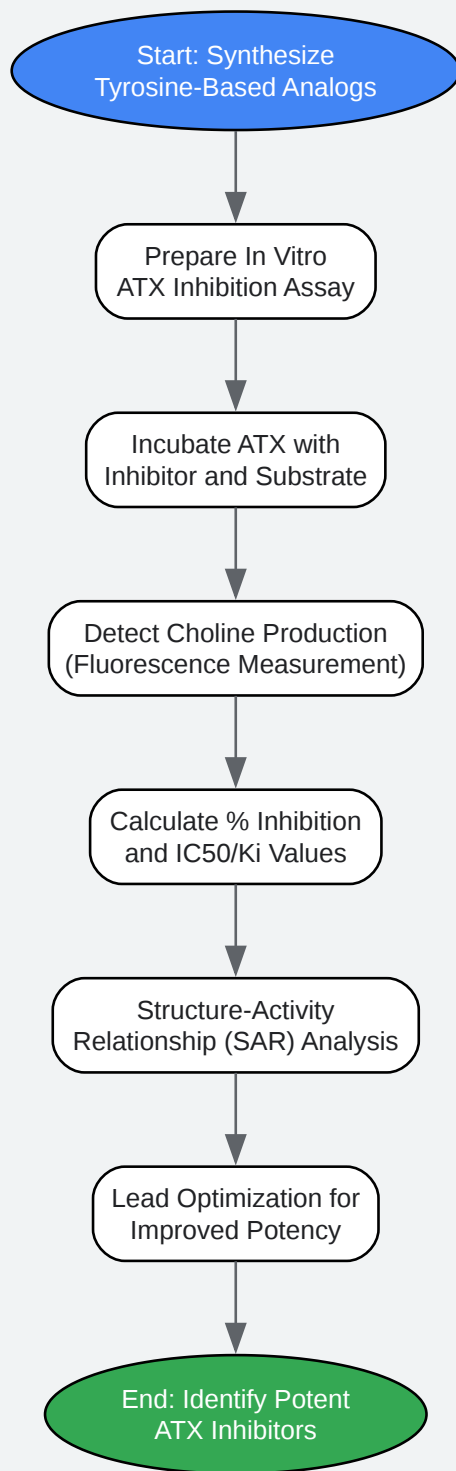 Start: Synthesize
Tyrosine-Based Analogs
Prepare In Vitro
ATX Inhibition Assay
Incubate ATX with
Inhibitor and Substrate
Detect Choline Production
(Fluorescence Measurement)
Calculate % Inhibition
and IC50/Ki Values
Structure-Activity
Relationship (SAR) Analysis
Lead Optimization for
Improved Potency
End: Identify Potent
ATX Inhibitors